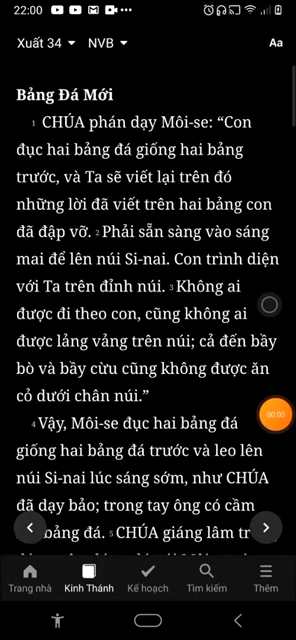 22:00
Xuất 34 NVB Aa
Bảng Đá Mới
1 CHÚA phán dạy Môi-se: “Con
đục hai bảng đá giống hai bảng
trước, và Ta sẽ viết lại trên đó
những lời đã viết trên hai bảng con
đã đập vỡ. 2 Phải sẵn sàng vào sáng
mai để lên núi Si-nai. Con trình diện
với Ta trên đỉnh núi. 3 Không ai
được đi theo con, cũng không ai
được lảng vảng trên núi; cả đến bầy
bò và bầy cừu cũng không được ăn
cỏ dưới chân núi.”
00:00
4 Vậy, Môi-se đục hai bảng đá
giống hai bảng đá trước và leo lên
núi Si-nai lúc sáng sớm, như CHÚA
đã dạy bảo; trong tay ông có cầm
bảng đá. 5 CHÚA giáng lâm
Trang nhà Kinh Thánh Kế hoạch Tìm kiếm Thêm